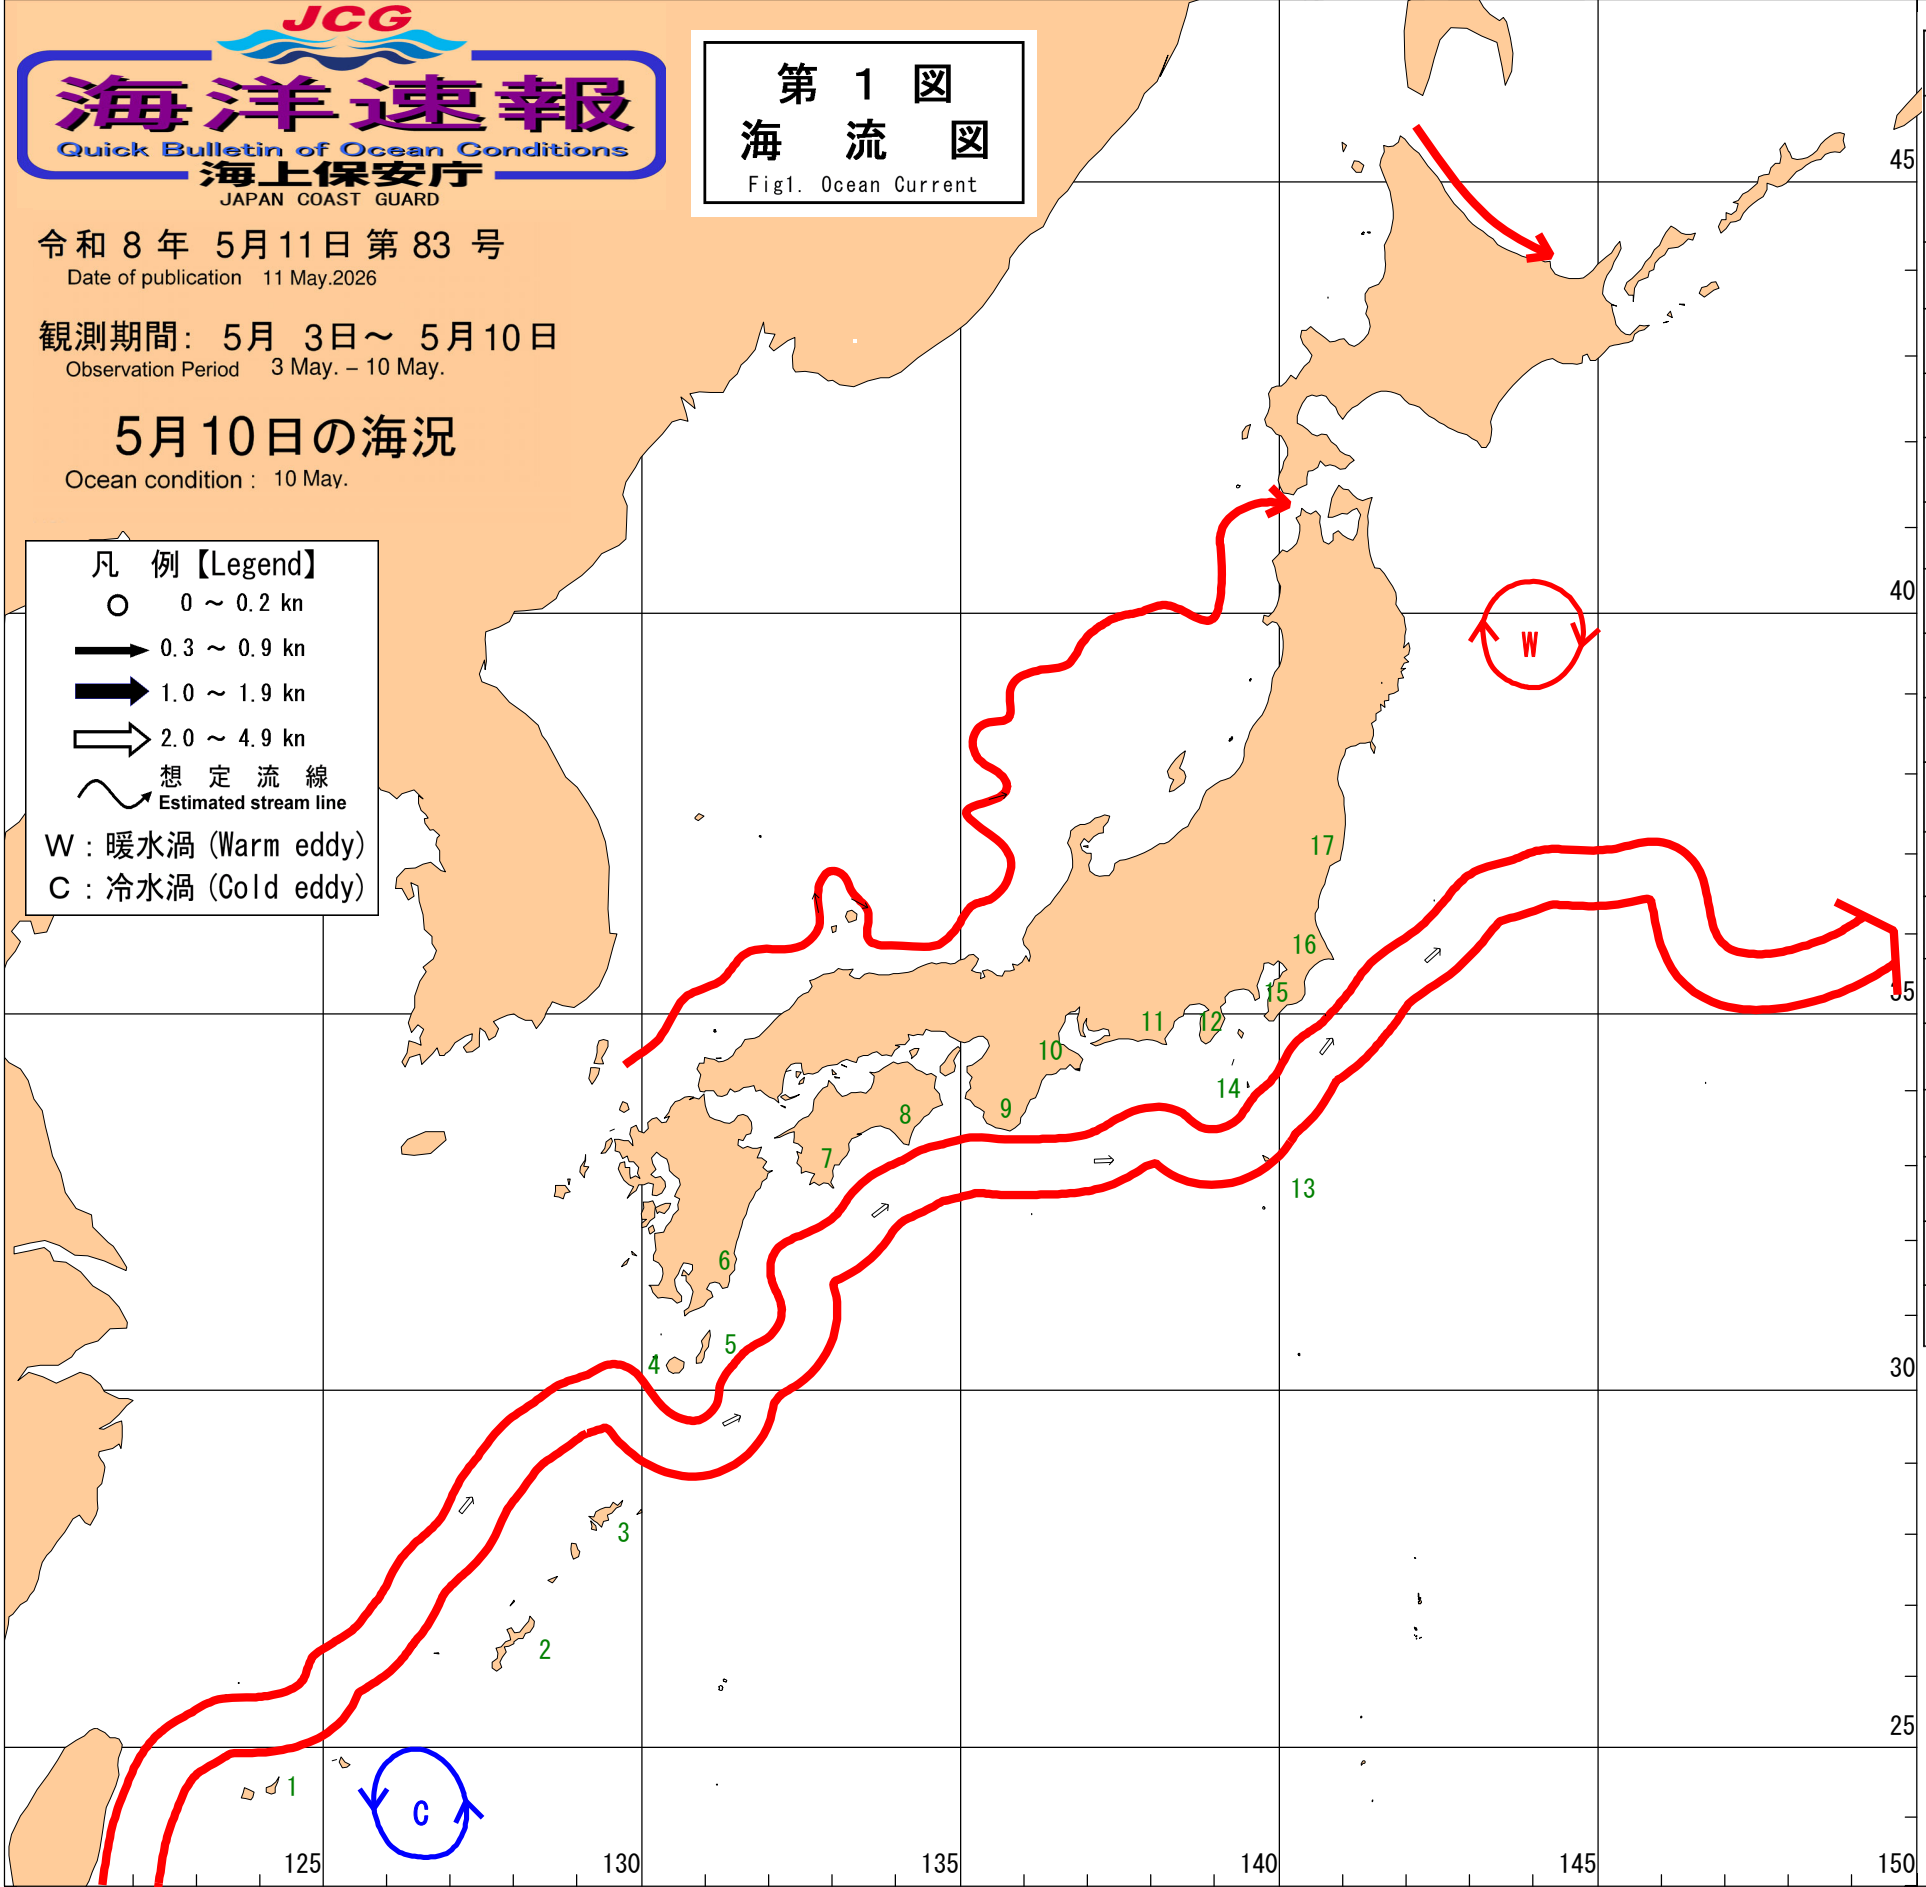 JCG
海洋速報
Quick Bulletin of Ocean Conditions
海上保安庁
JAPAN COAST GUARD
令和 8 年 5月11日 第 83 号
Date of publication 11 May.2026
観測期間: 5月 3日～ 5月10日
Observation Period 3 May. – 10 May.
5月10日の海況
Ocean condition : 10 May.
第 1 図
海 流 図
Fig1. Ocean Current
凡 例【Legend】
0 ～ 0.2 kn
0.3 ～ 0.9 kn
1.0 ～ 1.9 kn
2.0 ～ 4.9 kn
想 定 流 線
Estimated stream line
W : 暖水渦 (Warm eddy)
C : 冷水渦 (Cold eddy)
45
40
W
17
16
35
15
11
12
10
14
9
8
7
13
6
5
4
30
3
2
25
1
C
125
130
135
140
145
150